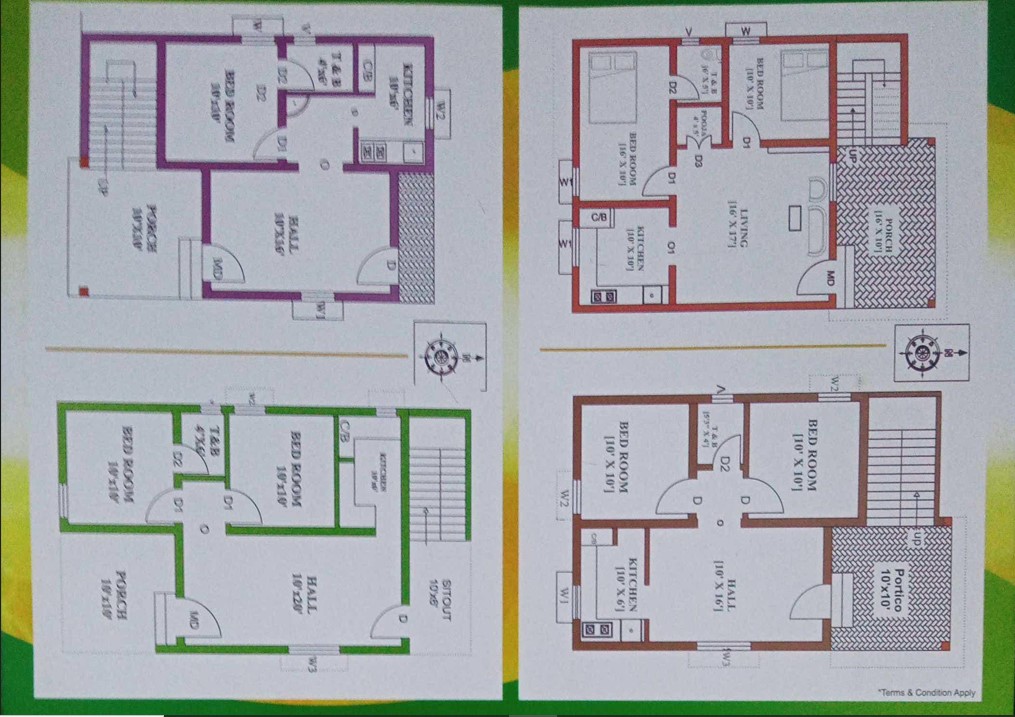 *Terms & Condition Apply
N
PORCH
[16' X 10']
UP
MD
BED ROOM
[10' X 10']
D1
W
LIVING
[16' X 17']
T & B
[6' X 5']
POOJA
4' x 5'
D3
V
D2
D1
O1
BED ROOM
[16' X 10']
KITCHEN
[10' X 10']
C/B
W1
W1
up
Portico
10'x10'
W2
BED ROOM
[10' X 10']
D
HALL
[10' X 16']
W3
D2
T & B
[5'3" X 4']
O
D
BED ROOM
[10' X 10']
KITCHEN
[10' X 6']
C/B
W2
W1
N
W2
KITCHEN
10'x6'
C/B
D
T & B
4'x6'
O
W1
V
HALL
10'X16'
D2
D1
W
D2
BED ROOM
10'x10'
MD
PORCH
10'X10'
UP
SITOUT
10'x6'
D
KITCHEN
10'x6'
C/B
BED ROOM
10'x10'
HALL
10'x20'
W3
W2
D1
T&B
4'X6'
O
MD
D2
D1
BED ROOM
10'x10'
PORCH
10'x10'